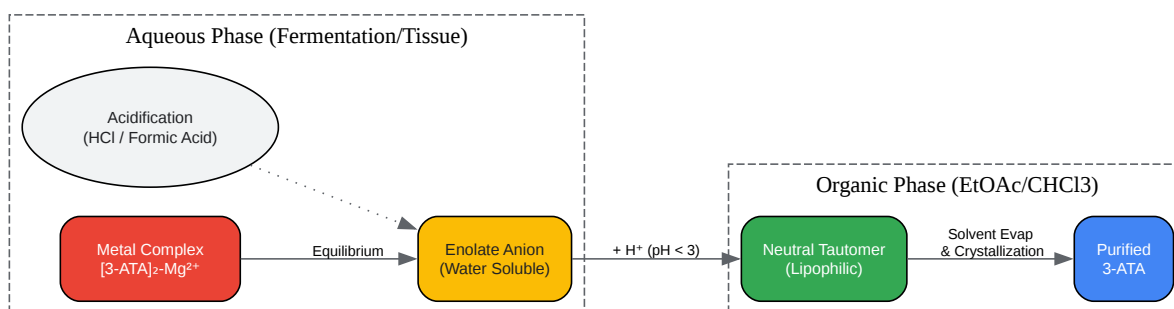 Aqueous Phase (Fermentation/Tissue)
Acidification
(HCl / Formic Acid)
Metal Complex
[3-ATA]₂-Mg²⁺
Equilibrium
Enolate Anion
(Water Soluble)
+ H⁺ (pH < 3)
Organic Phase (EtOAc/CHCl3)
Neutral Tautomer
(Lipophilic)
Solvent Evap
& Crystallization
Purified
3-ATA